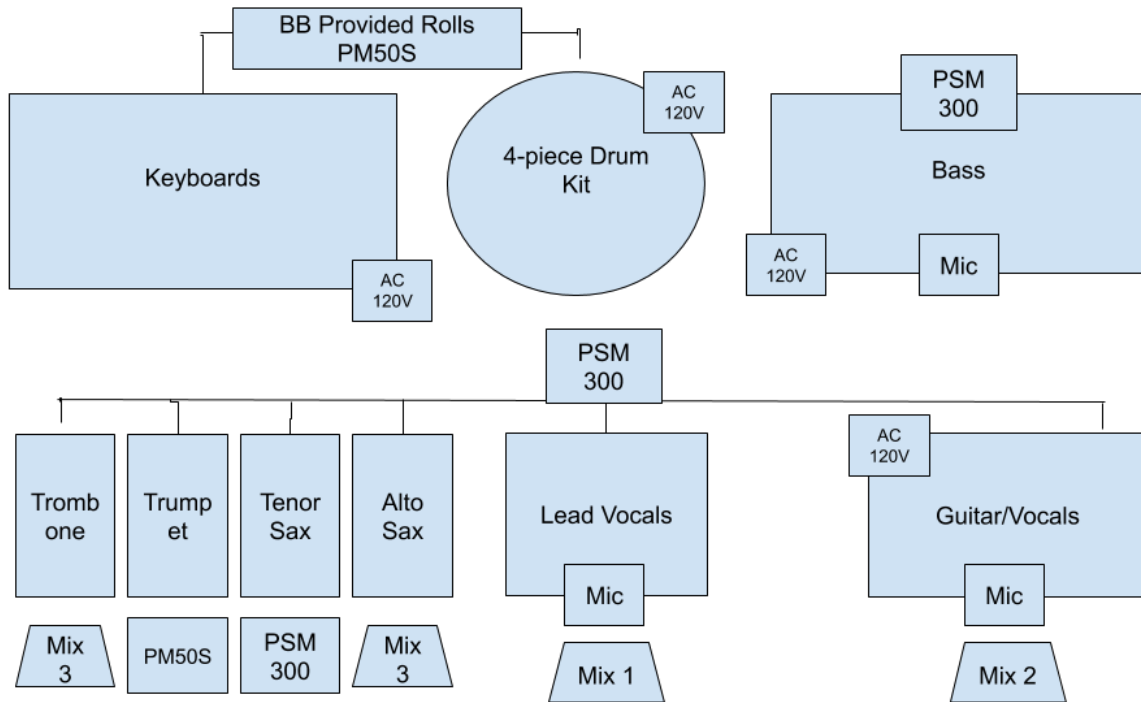 BB Provided Rolls
PM50S
AC
120V
PSM
300
Keyboards
4-piece Drum
Kit
Bass
AC
120V
AC
120V
Mic
PSM
300
AC
120V
Tromb
one
Trump
et
Tenor
Sax
Alto
Sax
Lead Vocals
Guitar/Vocals
Mic
Mic
Mix
3
PM50S
PSM
300
Mix
3
Mix 1
Mix 2